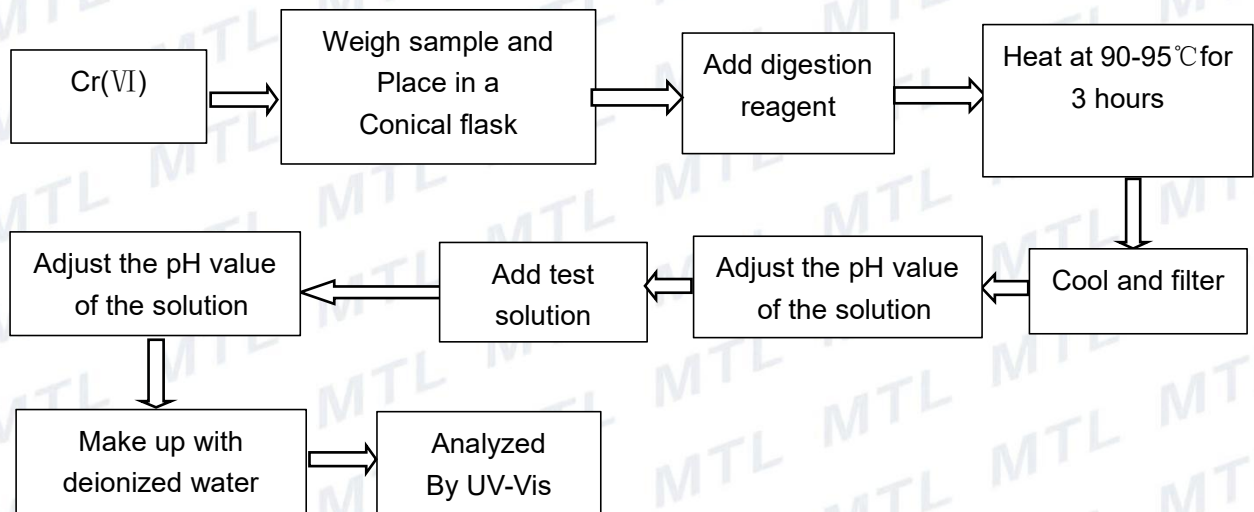 Cr(Ⅵ)
Weigh sample and
Place in a
Conical flask
Add digestion
reagent
Heat at 90-95℃for
3 hours
Cool and filter
Adjust the pH value
of the solution
Add test
solution
Adjust the pH value
of the solution
Make up with
deionized water
Analyzed
By UV-Vis
MTL